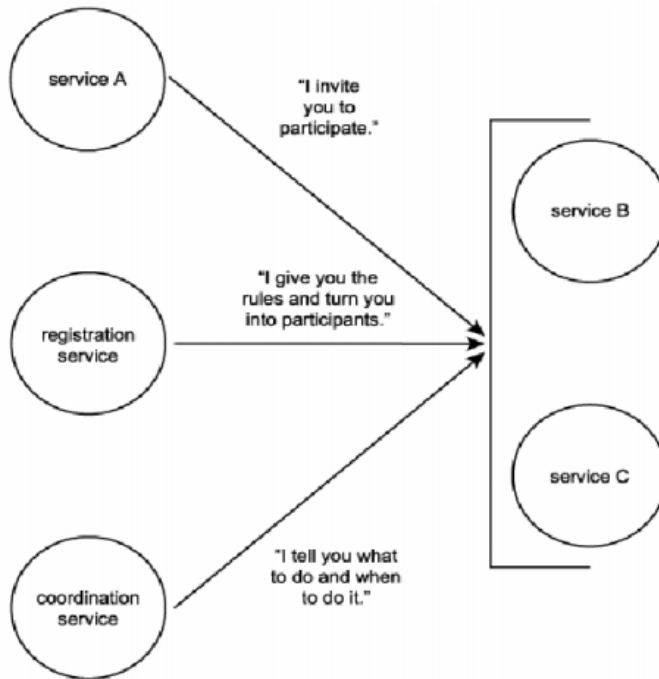 service A
"I invite
you to
participate."
service B
"I give you the
rules and turn you
into participants."
registration
service
service C
"I tell you what
to do and when
to do it."
coordination
service